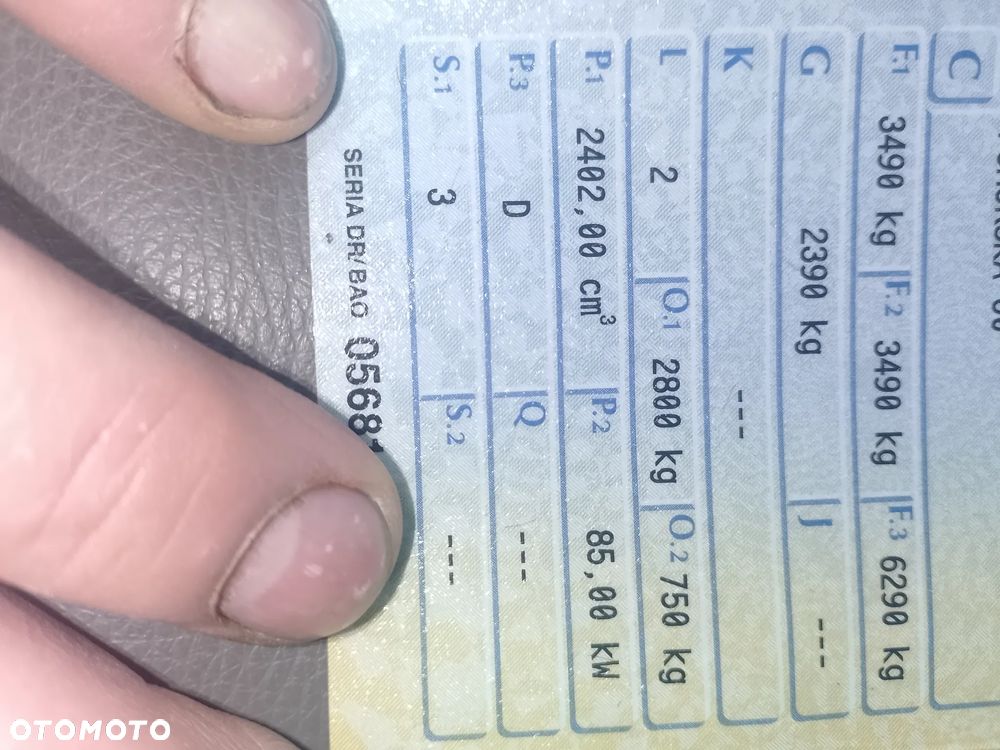 C
F.1 3490 kg F.2 3490 kg F.3 6290 kg
G 2390 kg J ---
K ---
L 2 O.1 2800 kg O.2 750 kg
P.1 2402,00 cm³ P.2 85,00 kW
P.3 D Q ---
S.1 3 S.2 ---
SERIA DR/BAO 0568
OTOMOTO